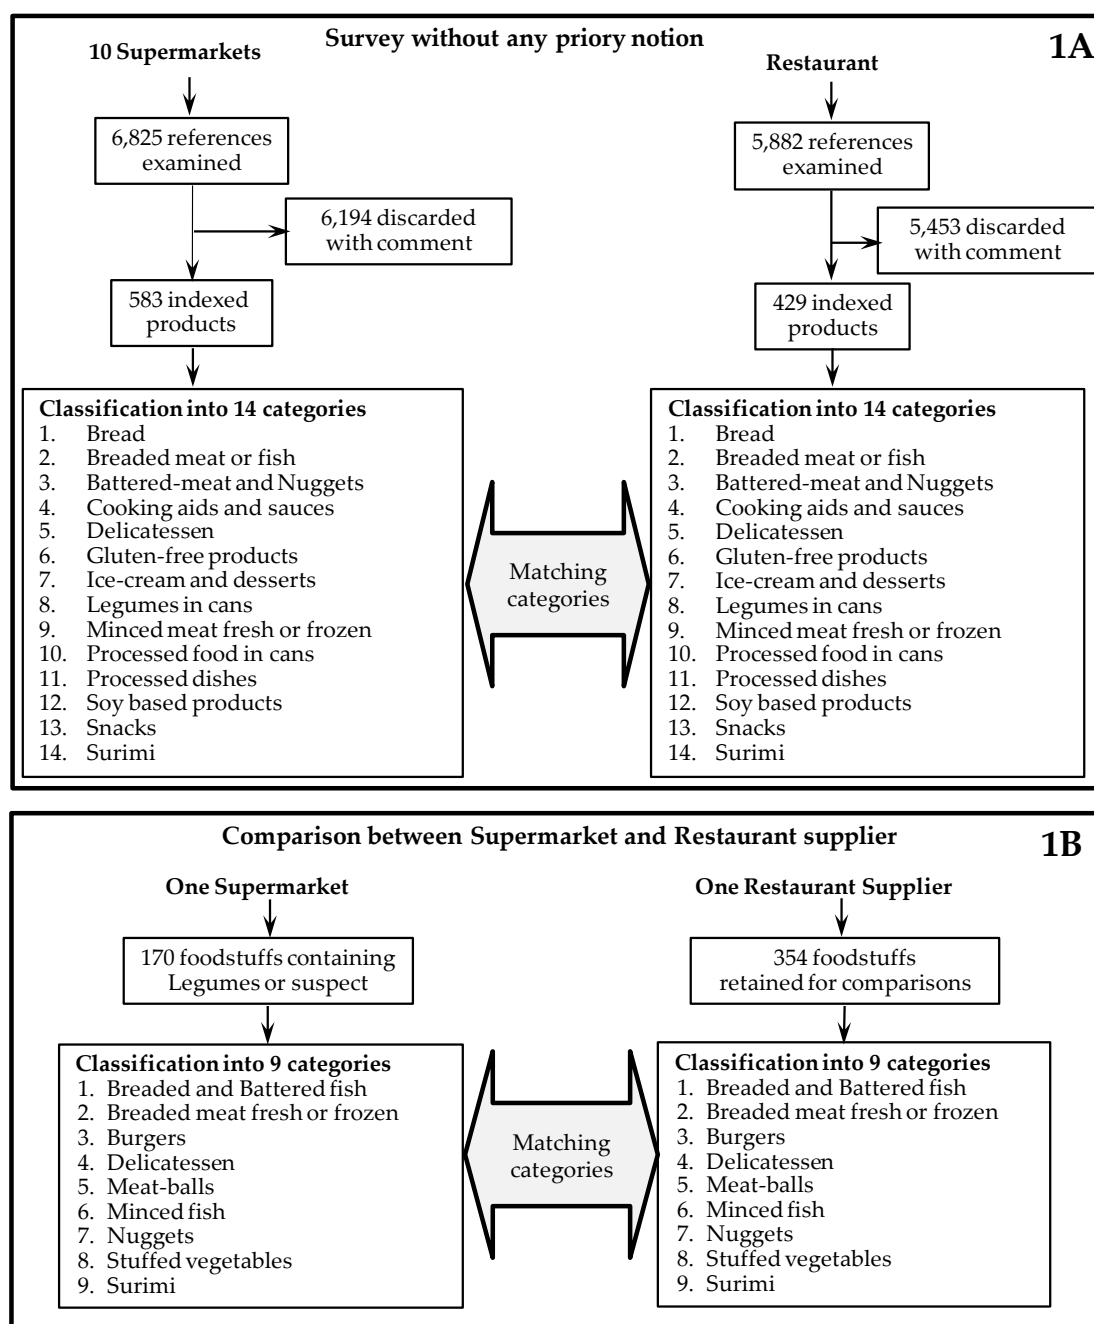 Survey without any priory notion
1A
10 Supermarkets
6,825 references
examined
6,194 discarded
with comment
583 indexed
products
Classification into 14 categories
1. Bread
2. Breaded meat or fish
3. Battered-meat and Nuggets
4. Cooking aids and sauces
5. Delicatessen
6. Gluten-free products
7. Ice-cream and desserts
8. Legumes in cans
9. Minced meat fresh or frozen
10. Processed food in cans
11. Processed dishes
12. Soy based products
13. Snacks
14. Surimi
Matching
categories
Restaurant
5,882 references
examined
5,453 discarded
with comment
429 indexed
products
Classification into 14 categories
1. Bread
2. Breaded meat or fish
3. Battered-meat and Nuggets
4. Cooking aids and sauces
5. Delicatessen
6. Gluten-free products
7. Ice-cream and desserts
8. Legumes in cans
9. Minced meat fresh or frozen
10. Processed food in cans
11. Processed dishes
12. Soy based products
13. Snacks
14. Surimi
Comparison between Supermarket and Restaurant supplier
1B
One Supermarket
170 foodstuffs containing
Legumes or suspect
Classification into 9 categories
1. Breaded and Battered fish
2. Breaded meat fresh or frozen
3. Burgers
4. Delicatessen
5. Meat-balls
6. Minced fish
7. Nuggets
8. Stuffed vegetables
9. Surimi
Matching
categories
One Restaurant Supplier
354 foodstuffs
retained for comparisons
Classification into 9 categories
1. Breaded and Battered fish
2. Breaded meat fresh or frozen
3. Burgers
4. Delicatessen
5. Meat-balls
6. Minced fish
7. Nuggets
8. Stuffed vegetables
9. Surimi